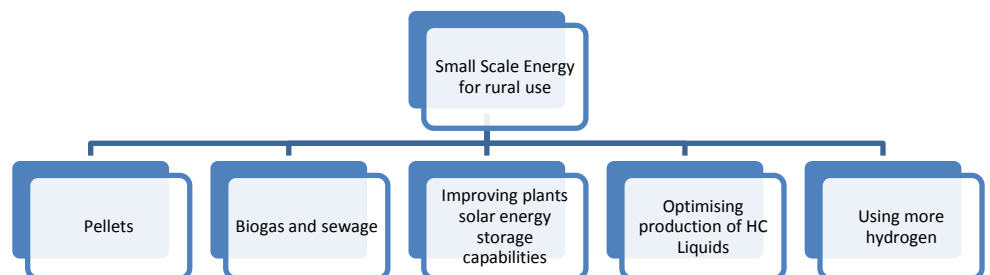 Small Scale Energy
for rural use
Pellets
Biogas and sewage
Improving plants
solar energy
storage
capabilities
Optimising
production of HC
Liquids
Using more
hydrogen